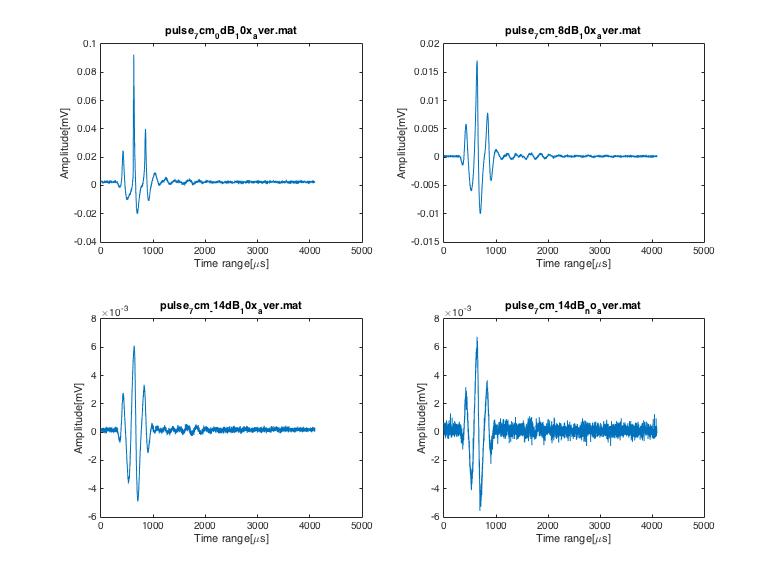 pulse₇cm₀dB₁0xₐver.mat
0.1
0.08
0.06
0.04
0.02
0
-0.02
-0.04
Amplitude[mV]
0 1000 2000 3000 4000 5000
Time range[μs]
pulse₇cm₋8dB₁0xₐver.mat
0.02
0.015
0.01
0.005
0
-0.005
-0.01
-0.015
Amplitude[mV]
0 1000 2000 3000 4000 5000
Time range[μs]
pulse₇cm₋14dB₁0xₐver.mat
×10⁻³
8
6
4
2
0
-2
-4
-6
Amplitude[mV]
0 1000 2000 3000 4000 5000
Time range[μs]
pulse₇cm₋14dBₙoₐver.mat
×10⁻³
8
6
4
2
0
-2
-4
-6
Amplitude[mV]
0 1000 2000 3000 4000 5000
Time range[μs]